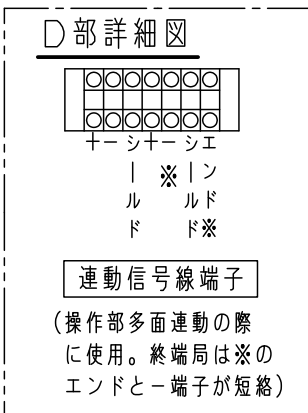 D部詳細図
＋－シールド＋－※シールドエンド※
連動信号線端子
(操作部多面連動の際
に使用。終端局は※の
エンドと－端子が短絡)